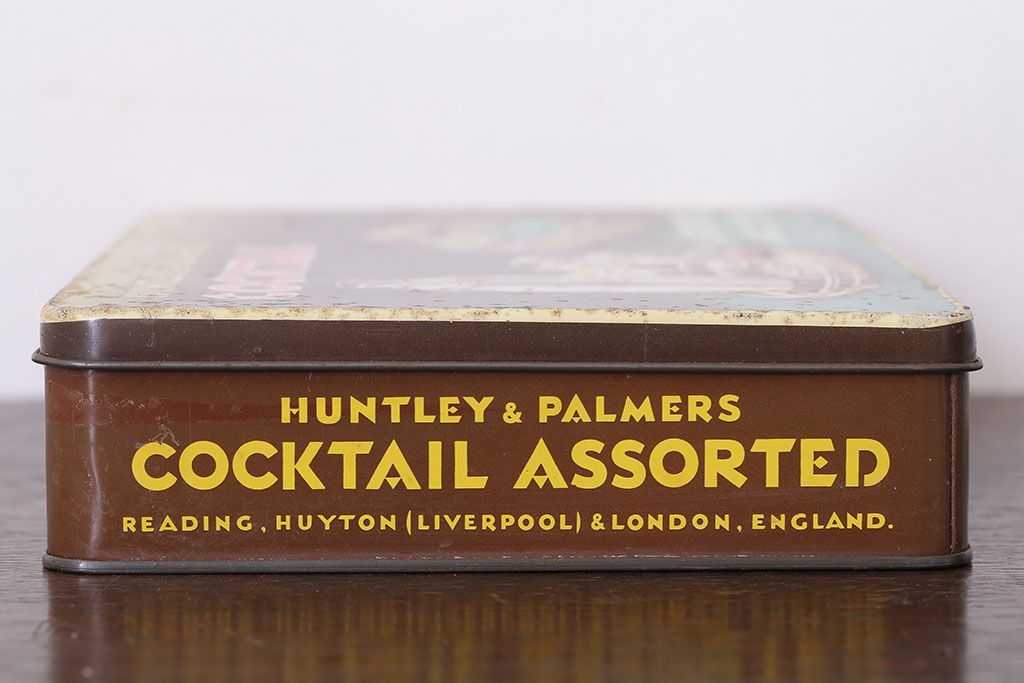 HUNTLEY & PALMERS
COCKTAIL ASSORTED
READING, HUYTON (LIVERPOOL) & LONDON, ENGLAND.